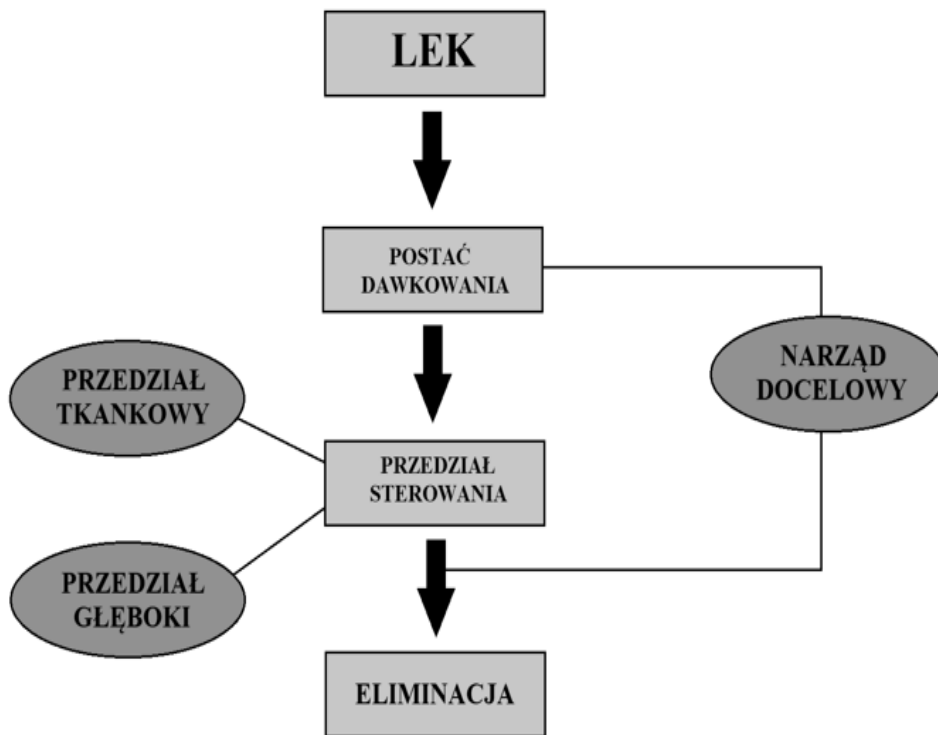 LEK
POSTAĆ
DAWKOWANIA
NARZĄD
DOCELOWY
PRZEDZIAŁ
TKANKOWY
PRZEDZIAŁ
STEROWANIA
PRZEDZIAŁ
GŁĘBOKI
ELIMINACJA